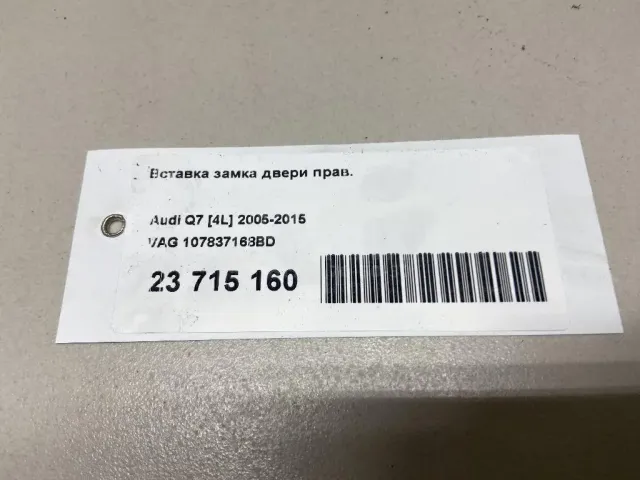 Вставка замка двери прав.
Audi Q7 [4L] 2005-2015
VAG 107837168BD
23 715 160